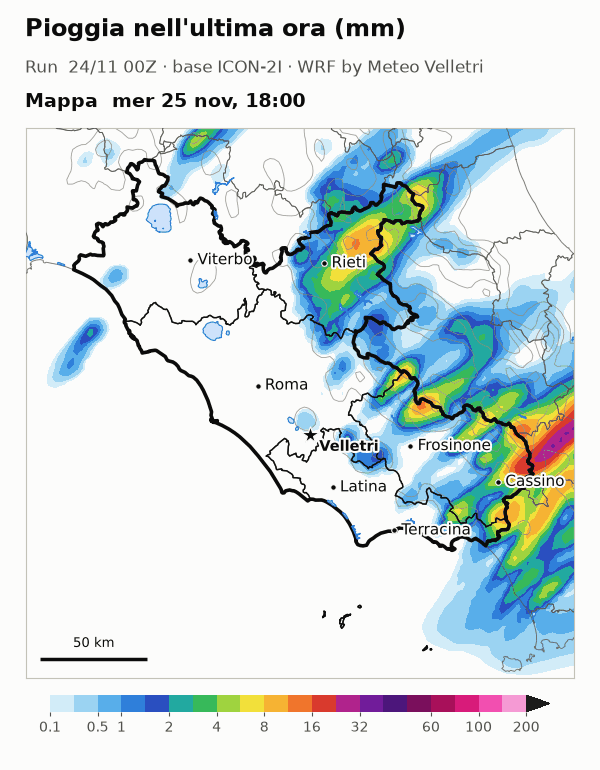 Pioggia nell'ultima ora (mm)
Run  24/11 00Z · base ICON-2I · WRF by Meteo Velletri
Mappa  mer 25 nov, 18:00
Viterbo
Rieti
Roma
Velletri
Frosinone
Cassino
Latina
Terracina
50 km
0.1 0.5 1 2 4 8 16 32 60 100 200